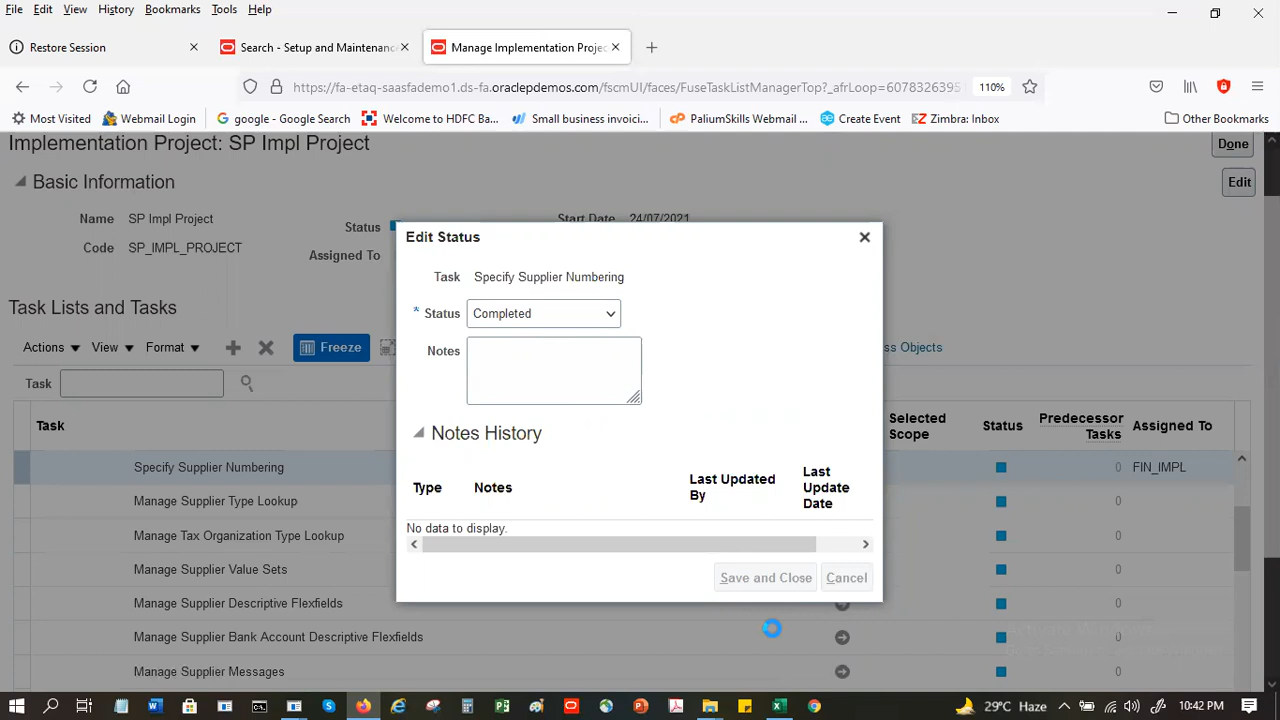 File Edit View History Bookmarks Tools Help
Restore Session
Search - Setup and Maintenance
Manage Implementation Projec
https://fa-etaq-saasfademo1.ds-fa.oraclepdemos.com/fscmUI/faces/FuseTaskListManagerTop?_afrLoop=6078326395
110%
Most Visited
Webmail Login
google - Google Search
Welcome to HDFC Ba...
Small business invoici...
PaliumSkills Webmail ...
Create Event
Zimbra: Inbox
Other Bookmarks
Implementation Project: SP Impl Project
Done
Basic Information
Edit
Name SP Impl Project
Status
Start Date 24/07/2021
Code SP_IMPL_PROJECT
Assigned To
Edit Status
Task Specify Supplier Numbering
* Status Completed
Notes
Notes History
Type Notes Last Updated By Last Update Date
No data to display.
Save and Close Cancel
Task Lists and Tasks
Actions View Format Freeze
ss Objects
Task
Task Selected Scope Status Predecessor Tasks Assigned To
Specify Supplier Numbering 0 FIN_IMPL
Manage Supplier Type Lookup 0
Manage Tax Organization Type Lookup 0
Manage Supplier Value Sets 0
Manage Supplier Descriptive Flexfields 0
Manage Supplier Bank Account Descriptive Flexfields 0
Manage Supplier Messages 0
29°C Haze
10:42 PM